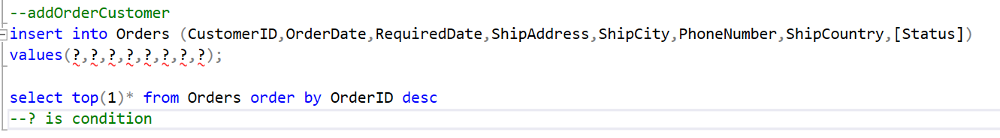 --addOrderCustomer
insert into Orders (CustomerID,OrderDate,RequiredDate,ShipAddress,ShipCity,PhoneNumber,ShipCountry,[Status])
values(?,?,?,?,?,?,?,?);
select top(1)* from Orders order by OrderID desc
--? is condition